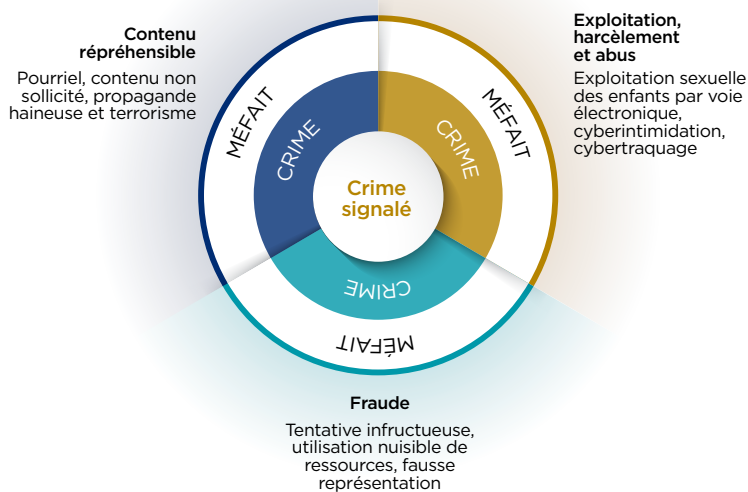 Contenu
répréhensible
Pourriel, contenu non
sollicité, propagande
haineuse et terrorisme
Exploitation,
harcèlement
et abus
Exploitation sexuelle
des enfants par voie
électronique,
cyberintimidation,
cybertraquage
MÉFAIT
CRIME
MÉFAIT
CRIME
Crime
signalé
CRIME
MÉFAIT
Fraude
Tentative infructueuse,
utilisation nuisible de
ressources, fausse
représentation